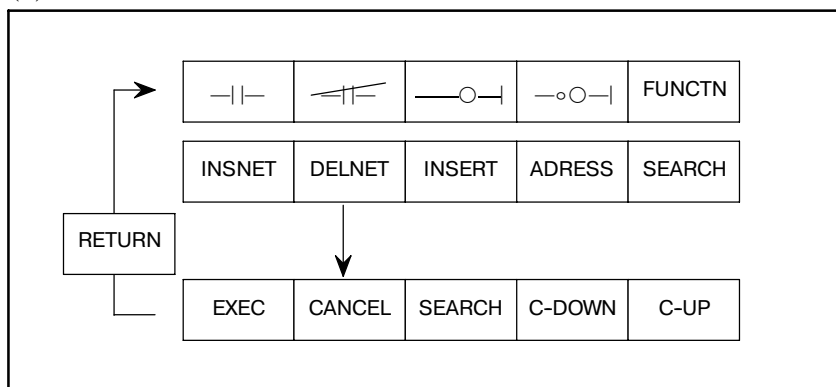 FUNCTN
INSNET DELNET INSERT ADRESS SEARCH
RETURN
EXEC CANCEL SEARCH C-DOWN C-UP